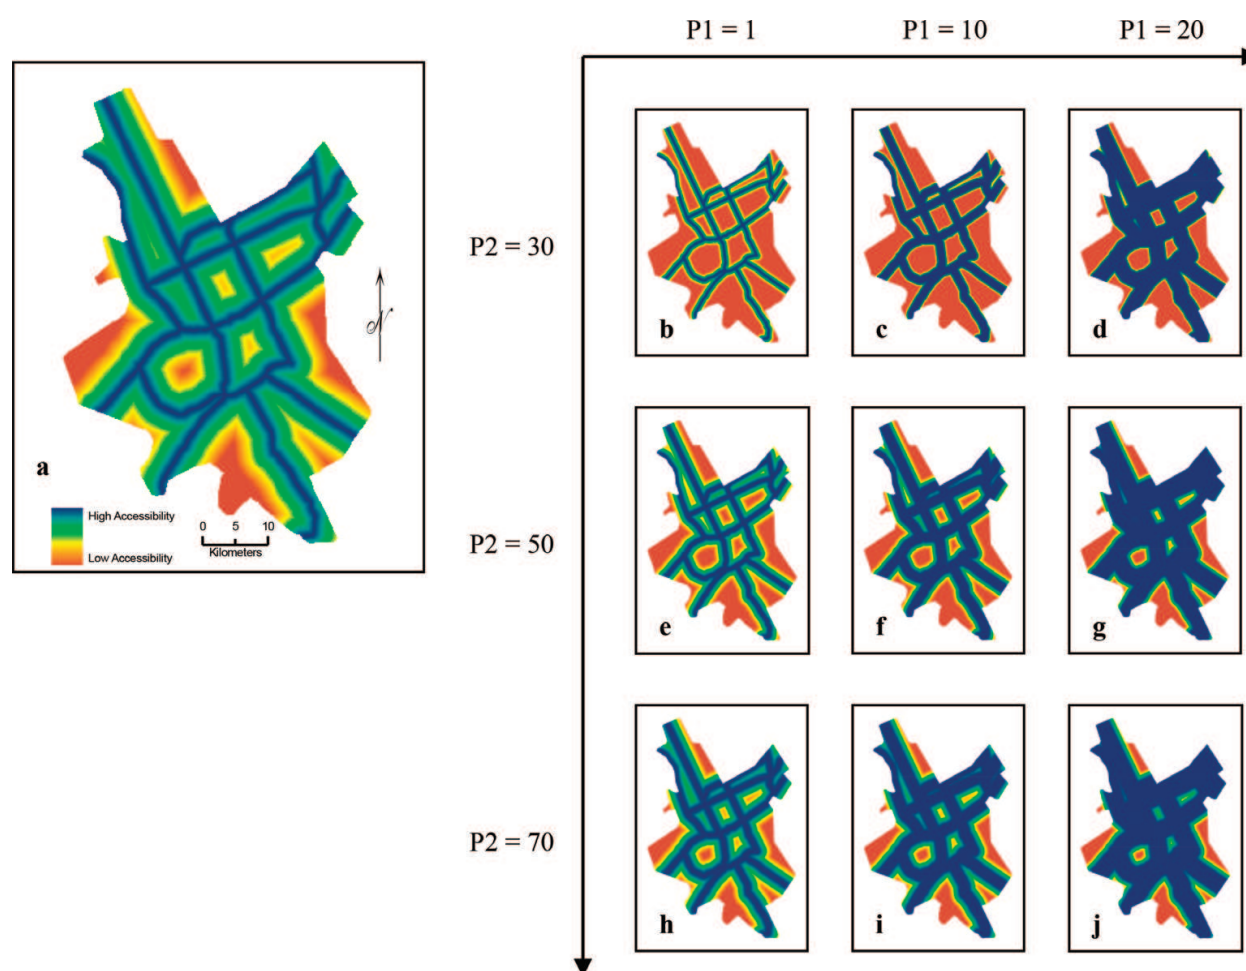 P1 = 1
P1 = 10
P1 = 20
P2 = 30
P2 = 50
P2 = 70
a
High Accessibility
Low Accessibility
0 5 10
Kilometers
N
b
c
d
e
f
g
h
i
j